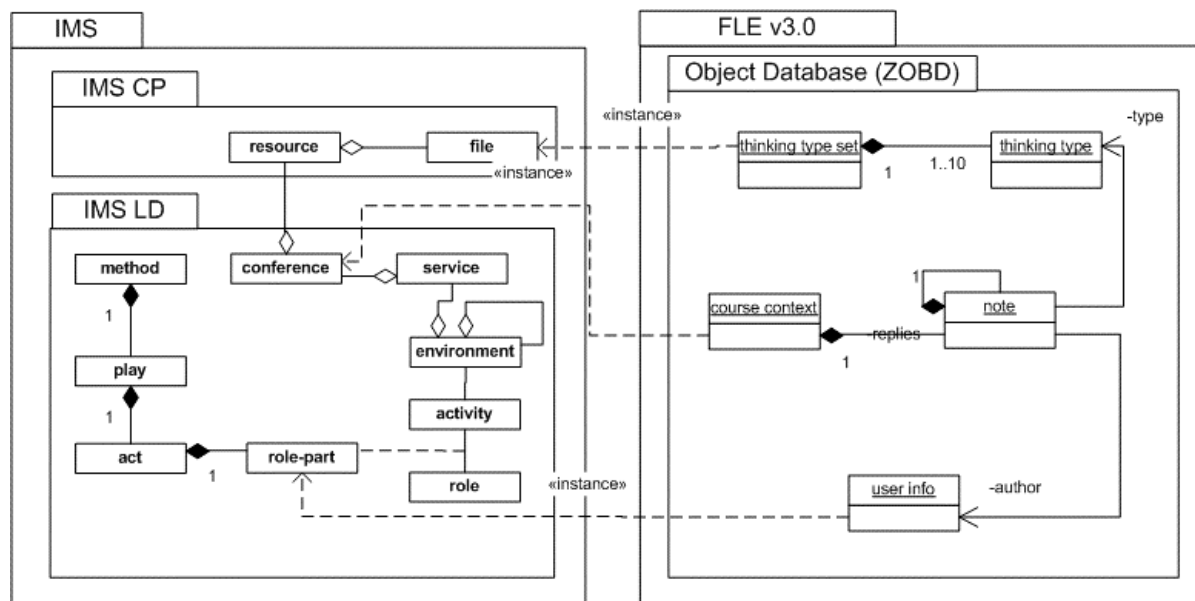 IMS
FLE v3.0
IMS CP
Object Database (ZOBD)
«instance»
-type
resource
file
thinking type set
thinking type
«instance»
1
1..10
IMS LD
method
conference
service
1
1
course context
note
environment
-replies
play
1
1
activity
act
1
role-part
role
«instance»
user info
-author